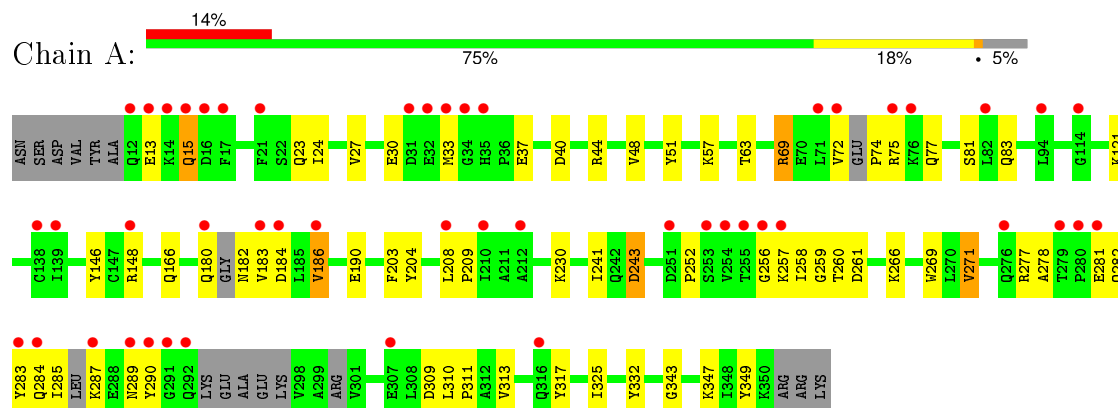 14%
Chain A:
75% 18% • 5%
ASN SER ASP VAL TYR ALA Q12 E13 K14 Q15 D16 F17 F21 S22 Q23 I24 V27 E30 D31 E32 M33 G34 H35 P36 E37 D40 R44 V48 Y51 K57 T63 R69 E70 L71 V72 GLU P74 R75 K76 Q77 S81 L82 Q83 L94 G114 K121
C138 I139 Y146 C147 R148 Q166 Q180 GLY N182 V183 D184 L185 V186 E190 F203 Y204 L208 P209 I210 A211 A212 K230 I241 Q242 D243 D251 P252 S253 V254 T255 G256 K257 I258 G259 T260 D261 K266 W269 L270 V271 Q276 R277 A278 T279 P280 E281 Q282
Y283 Q284 I285 LEU K287 E288 N289 Y290 G291 Q292 LYS GLU ALA GLU LYS V298 A299 ARG V301 E307 L308 D309 L310 P311 A312 V313 Q316 Y317 I325 Y332 G343 K347 I348 Y349 K350 ARG ARG LYS